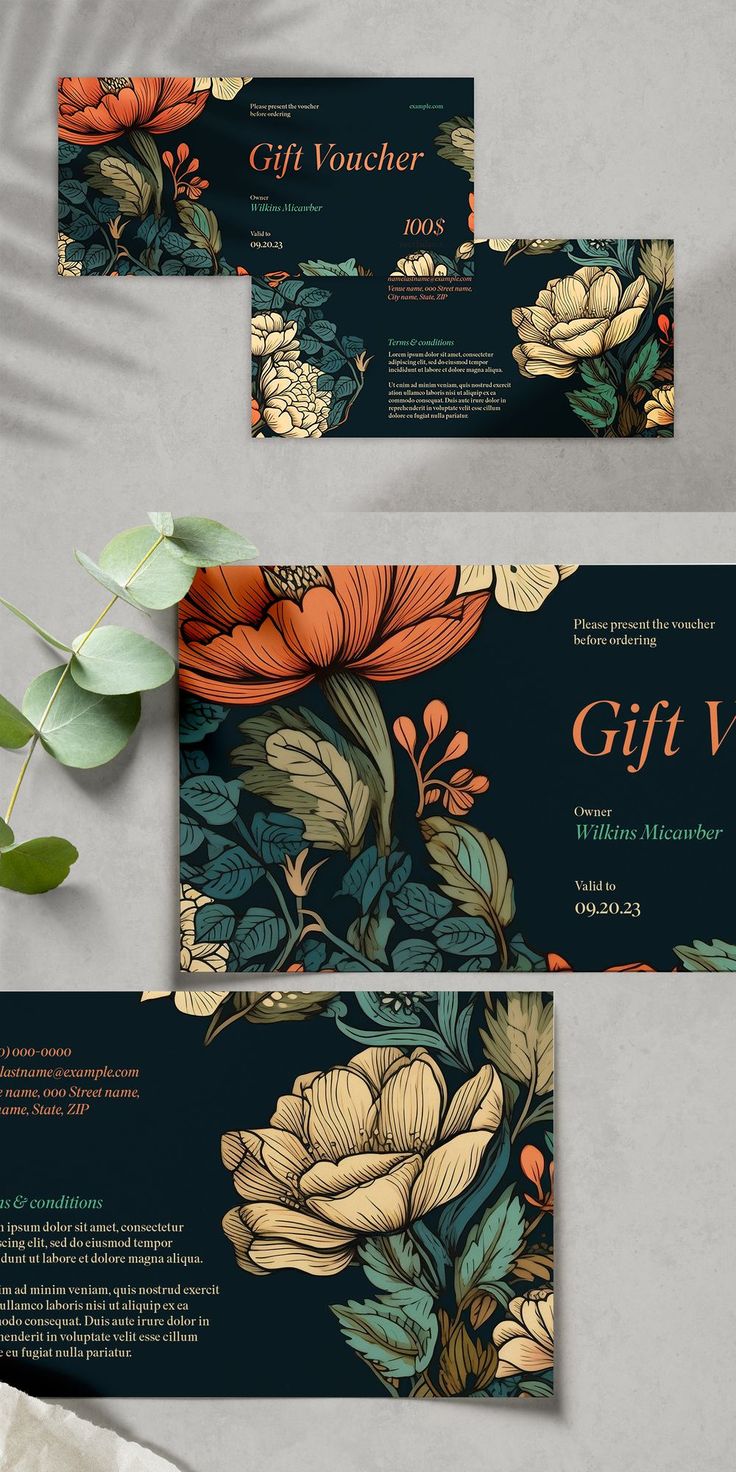 Please present the voucher
before ordering
example.com
Gift Voucher
Owner
Wilkins Micawber
Valid to
09.20.23
100$
namelastname@example.com
Venue name, 000 Street name,
City name, State, ZIP
Terms & conditions
Lorem ipsum dolor sit amet, consectetur
adipiscing elit, sed do eiusmod tempor
incididunt ut labore et dolore magna aliqua.
Ut enim ad minim veniam, quis nostrud exercit
ation ullamco laboris nisi ut aliquip ex ea
commodo consequat. Duis aute irure dolor in
reprehenderit in voluptate velit esse cillum
dolore eu fugiat nulla pariatur.
Please present the voucher
before ordering
Gift V
Owner
Wilkins Micawber
Valid to
09.20.23
0) 000-0000
lastname@example.com
e name, 000 Street name,
name, State, ZIP
ns & conditions
n ipsum dolor sit amet, consectetur
scing elit, sed do eiusmod tempor
dunt ut labore et dolore magna aliqua.
im ad minim veniam, quis nostrud exercit
ullamco laboris nisi ut aliquip ex ea
modo consequat. Duis aute irure dolor in
henderit in voluptate velit esse cillum
e eu fugiat nulla pariatur.